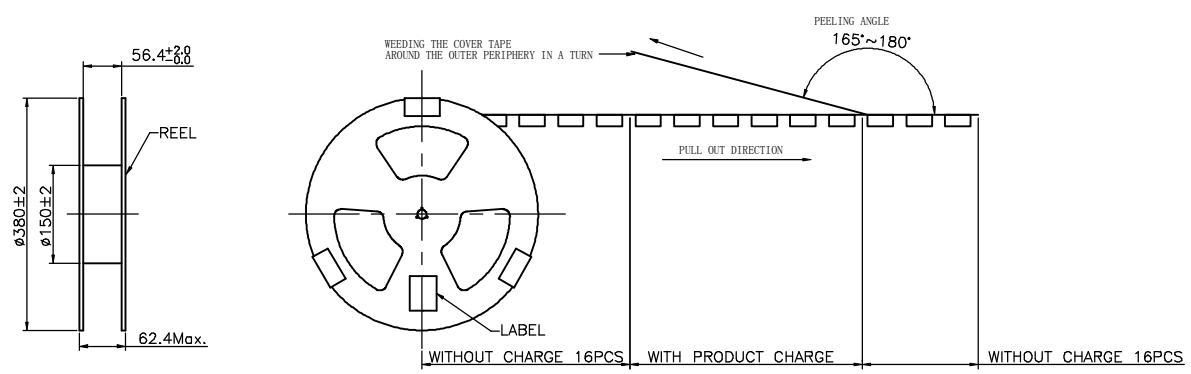 PEELING ANGLE
165°~180°
WEEDING THE COVER TAPE
AROUND THE OUTER PERIPHERY IN A TURN
56.4+2.0
-0.0
REEL
PULL OUT DIRECTION
ø380±2
ø150±2
LABEL
62.4Max.
WITHOUT CHARGE 16PCS
WITH PRODUCT CHARGE
WITHOUT CHARGE 16PCS